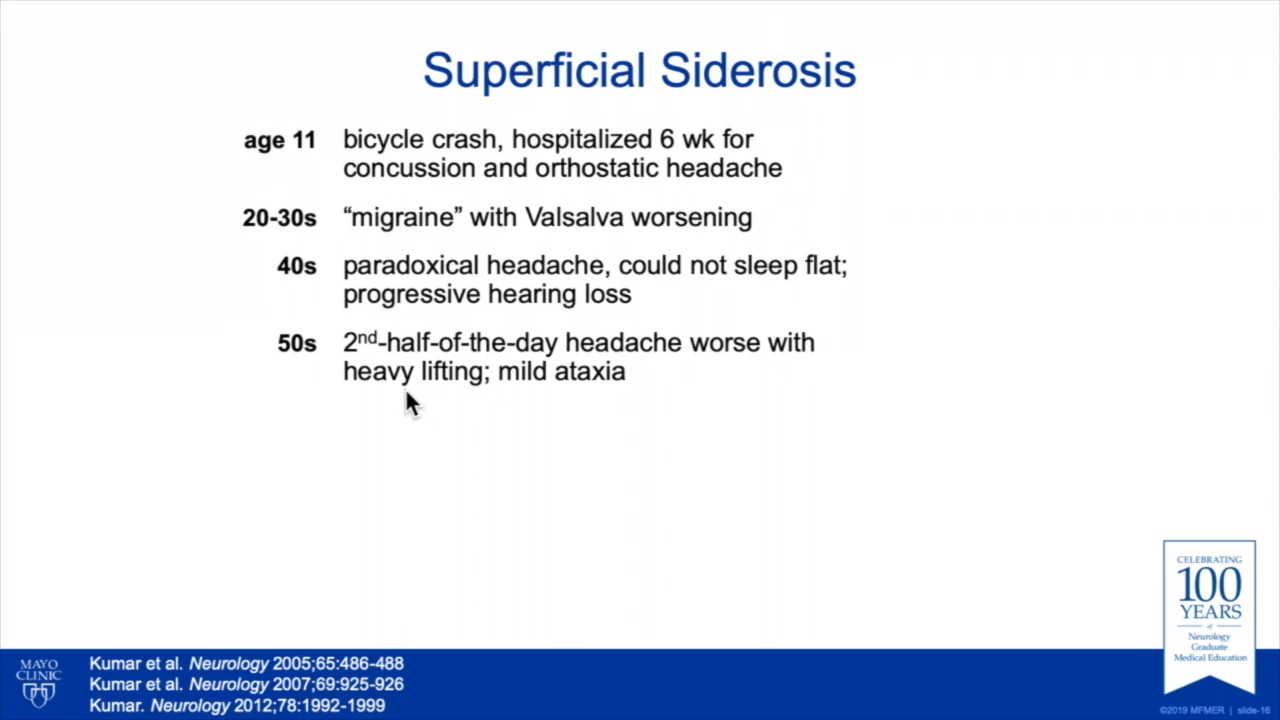 Superficial Siderosis
age 11 bicycle crash, hospitalized 6 wk for
concussion and orthostatic headache
20-30s “migraine” with Valsalva worsening
40s paradoxical headache, could not sleep flat;
progressive hearing loss
50s 2nd-half-of-the-day headache worse with
heavy lifting; mild ataxia
CELEBRATING
100
YEARS
of
Neurology
Graduate
Medical Education
MAYO
CLINIC
Kumar et al. Neurology 2005;65:486-488
Kumar et al. Neurology 2007;69:925-926
Kumar. Neurology 2012;78:1992-1999
©2019 MFMER | slide-16